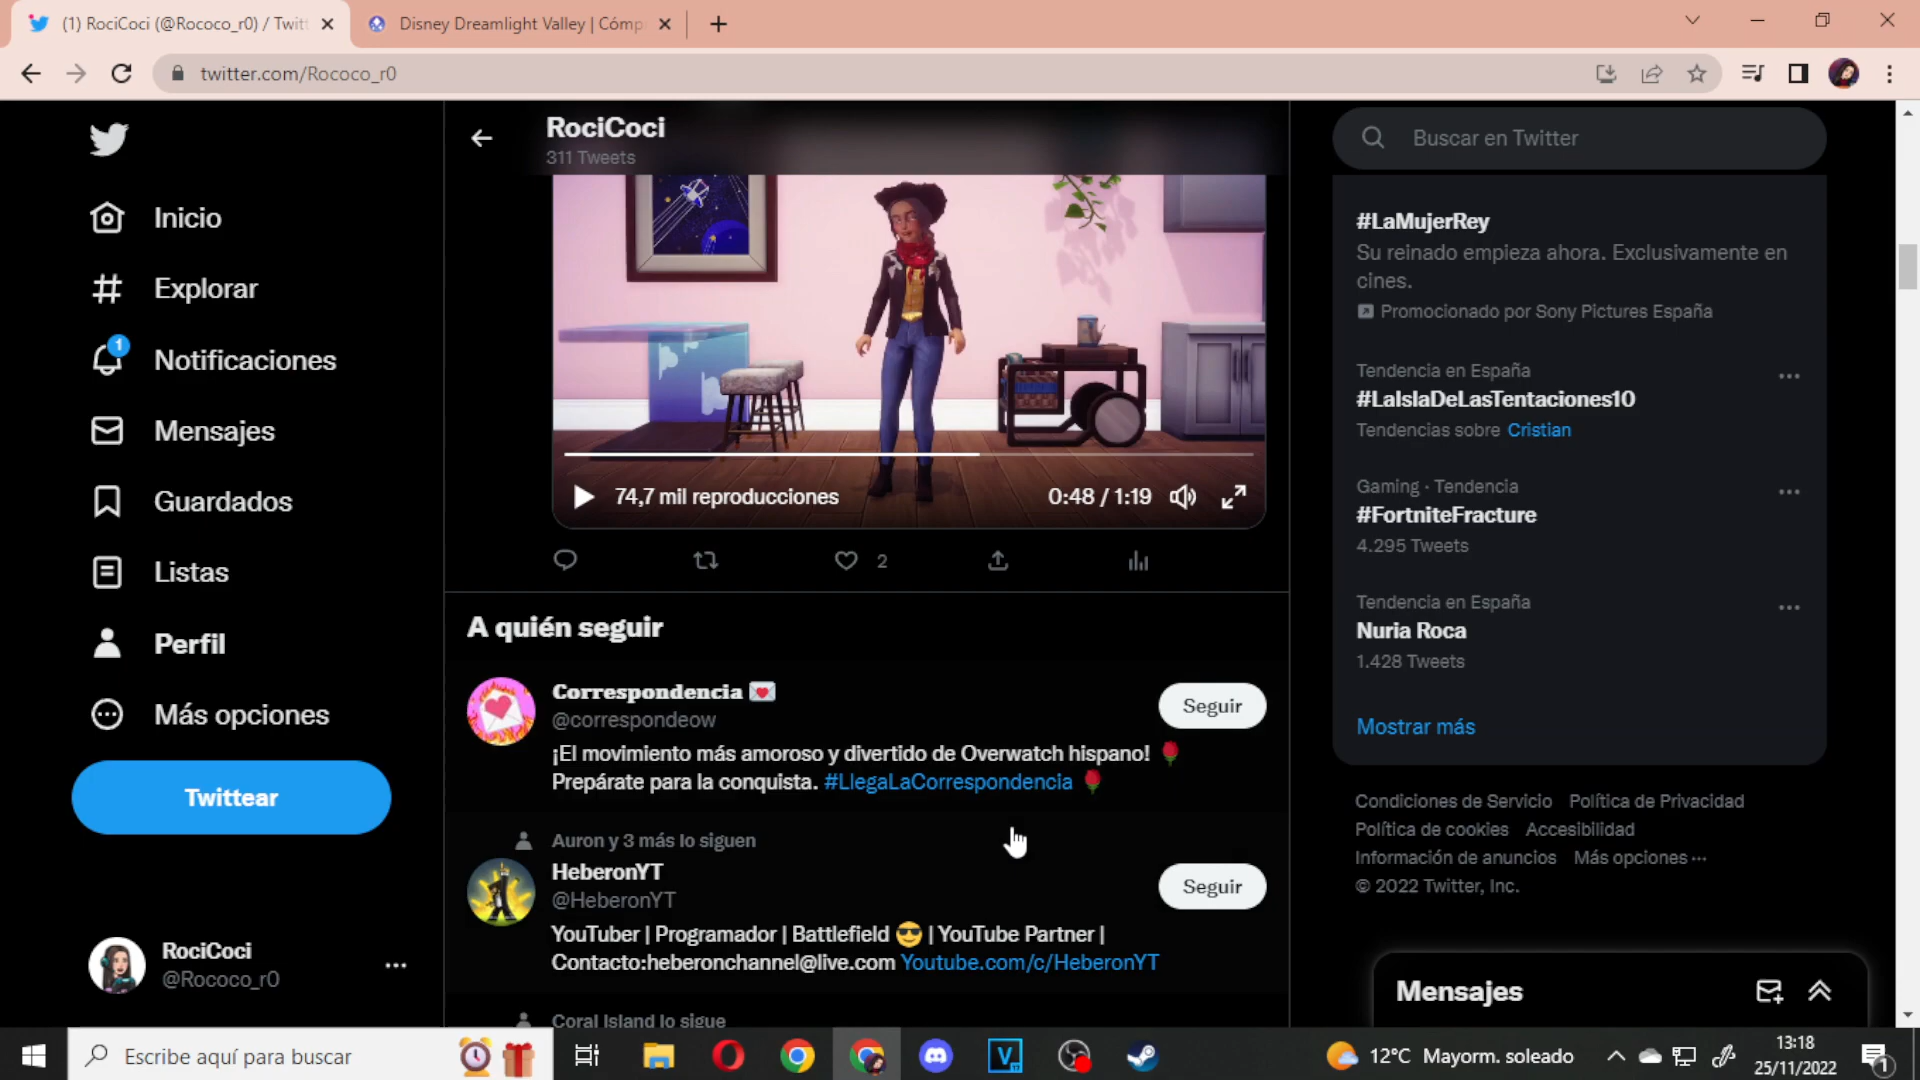 (1) RociCoci (@Rococo_r0) / Twitt
Disney Dreamlight Valley | Cómp
twitter.com/Rococo_r0
RociCoci
311 Tweets
Buscar en Twitter
Inicio
Explorar
1
Notificaciones
Mensajes
Guardados
Listas
Perfil
Más opciones
Twittear
RociCoci
@Rococo_r0
74,7 mil reproducciones
0:48 / 1:19
2
A quién seguir
Correspondencia 💌
@correspondeow
Seguir
¡El movimiento más amoroso y divertido de Overwatch hispano! 🌹
Prepárate para la conquista. #LlegaLaCorrespondencia 🌹
Auron y 3 más lo siguen
HeberonYT
@HeberonYT
Seguir
YouTuber | Programador | Battlefield 😎 | YouTube Partner |
Contacto:heberonchannel@live.com Youtube.com/c/HeberonYT
Coral Island lo sigue
#LaMujerRey
Su reinado empieza ahora. Exclusivamente en
cines.
Promocionado por Sony Pictures España
Tendencia en España
#LaIslaDeLasTentaciones10
Tendencias sobre Cristian
Gaming · Tendencia
#FortniteFracture
4.295 Tweets
Tendencia en España
Nuria Roca
1.428 Tweets
Mostrar más
Condiciones de Servicio Política de Privacidad
Política de cookies Accesibilidad
Información de anuncios Más opciones ···
© 2022 Twitter, Inc.
Mensajes
Escribe aquí para buscar
V
12°C Mayorm. soleado
13:18
25/11/2022
1